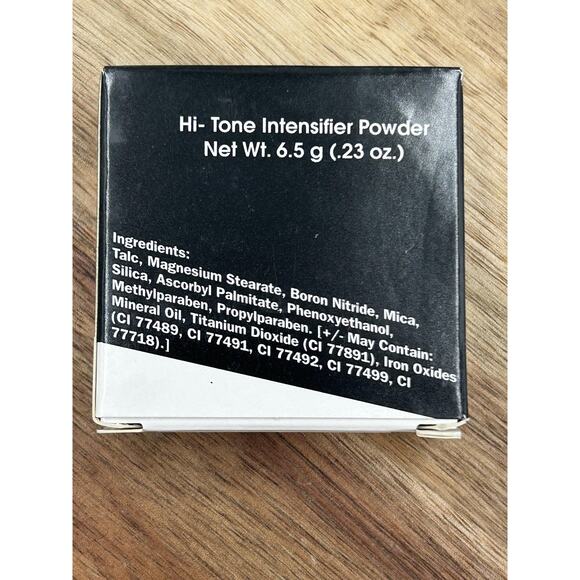 Hi- Tone Intensifier Powder
Net Wt. 6.5 g (.23 oz.)
Ingredients:
Talc, Magnesium Stearate, Boron Nitride, Mica,
Silica, Ascorbyl Palmitate, Phenoxyethanol,
Methylparaben, Propylparaben. [+/- May Contain:
Mineral Oil, Titanium Dioxide (CI 77891), Iron Oxides
(CI 77489, CI 77491, CI 77492, CI 77499, CI
77718).]